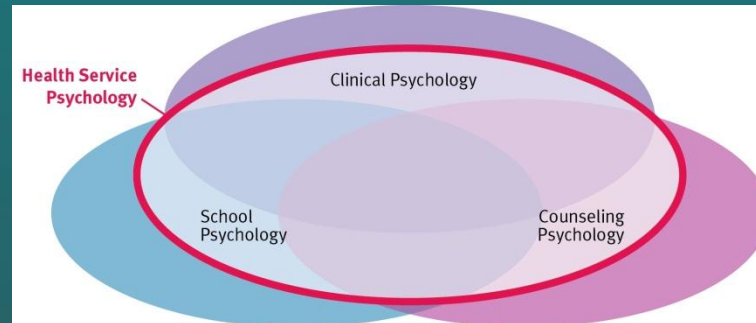 Health Service
Psychology
Clinical Psychology
School
Psychology
Counseling
Psychology